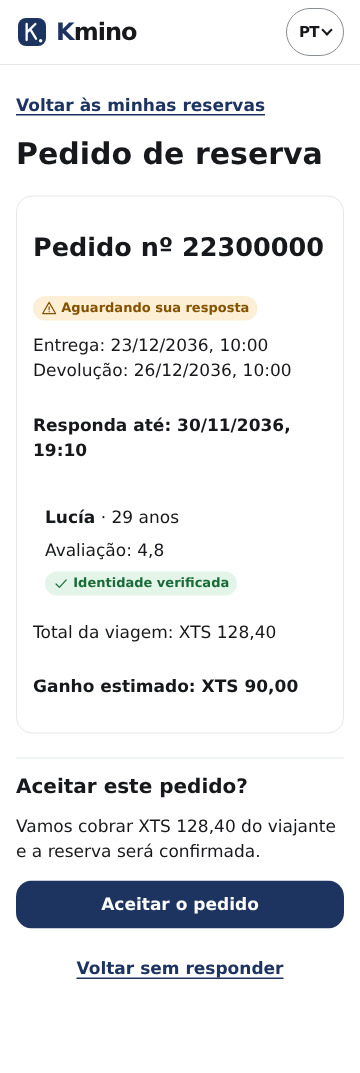 Kmino
PT
Voltar às minhas reservas
Pedido de reserva
Pedido nº 22300000
Aguardando sua resposta
Entrega: 23/12/2036, 10:00
Devolução: 26/12/2036, 10:00
Responda até: 30/11/2036,
19:10
Lucía · 29 anos
Avaliação: 4,8
Identidade verificada
Total da viagem: XTS 128,40
Ganho estimado: XTS 90,00
Aceitar este pedido?
Vamos cobrar XTS 128,40 do viajante
e a reserva será confirmada.
Aceitar o pedido
Voltar sem responder